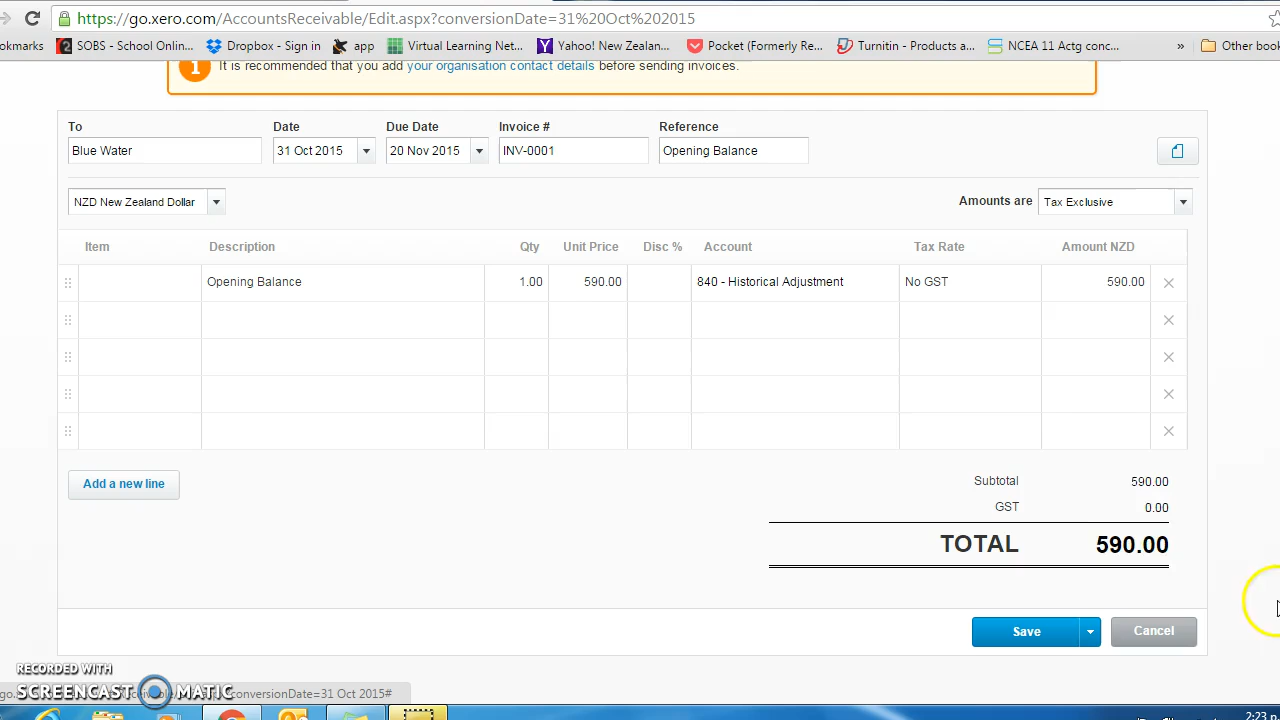 https://go.xero.com/AccountsReceivable/Edit.aspx?conversionDate=31%20Oct%202015
okmarks SOBS - School Onlin... Dropbox in app Virtual Learning Net... Yahoo! New Zealan... Pocket (Formerly Re... Turnitin - Products a... NCEA 11 Actg conc... » Other book
It is recommended that you add your organisation contact details before sending invoices.
To Date Due Date Invoice # Reference
Blue Water 31 Oct 2015 20 Nov 2015 INV-0001 Opening Balance
NZD New Zealand Dollar Amounts are Tax Exclusive
Item Description Qty Unit Price Disc % Account Tax Rate Amount NZD
Opening Balance 1.00 590.00 840 - Historical Adjustment No GST 590.00
Add a new line
Subtotal 590.00
GST 0.00
TOTAL 590.00
Save Cancel
RECORDED WITH
SCREENCAST MATIC
conversionDate=31 Oct 2015#
2:23 p